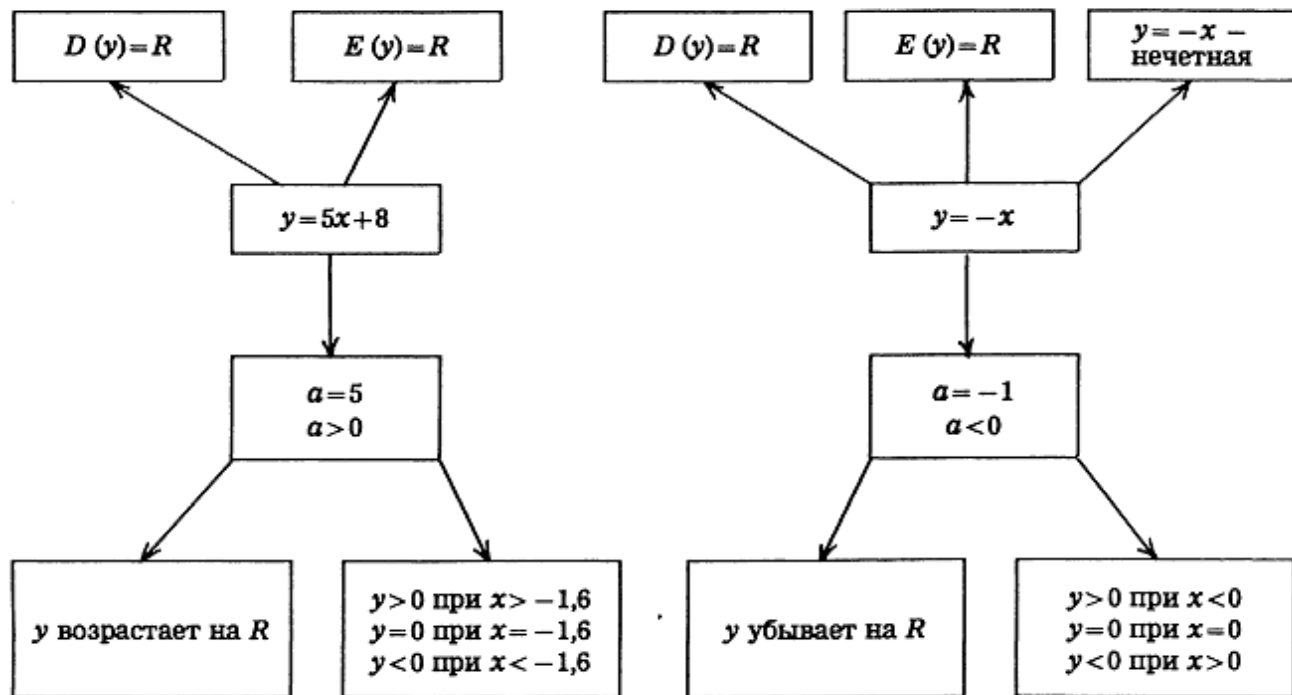 D (y)=R
E (y)=R
D (y)=R
E (y)=R
y=−x −
нечетная
y=5x+8
y=−x
a=5
a>0
a=−1
a<0
y возрастает на R
y>0 при x>−1,6
y=0 при x=−1,6
y<0 при x<−1,6
y убывает на R
y>0 при x<0
y=0 при x=0
y<0 при x>0